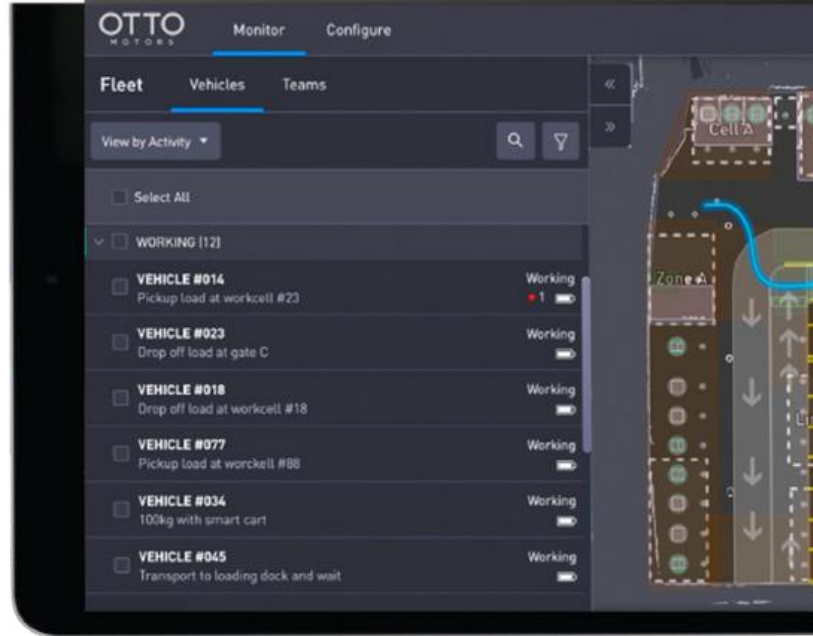 OTTO
MOTORS
Monitor
Configure
Fleet
Vehicles
Teams
«
View by Activity
»
Select All
WORKING (12)
VEHICLE #014
Working
Pickup load at workcell #23
1
VEHICLE #023
Working
Drop off load at gate C
VEHICLE #018
Working
Drop off load at workcell #18
VEHICLE #077
Working
Pickup load at worckell #88
VEHICLE #034
Working
100kg with smart cart
VEHICLE #045
Working
Transport to loading dock and wait
Cell A
Zone A